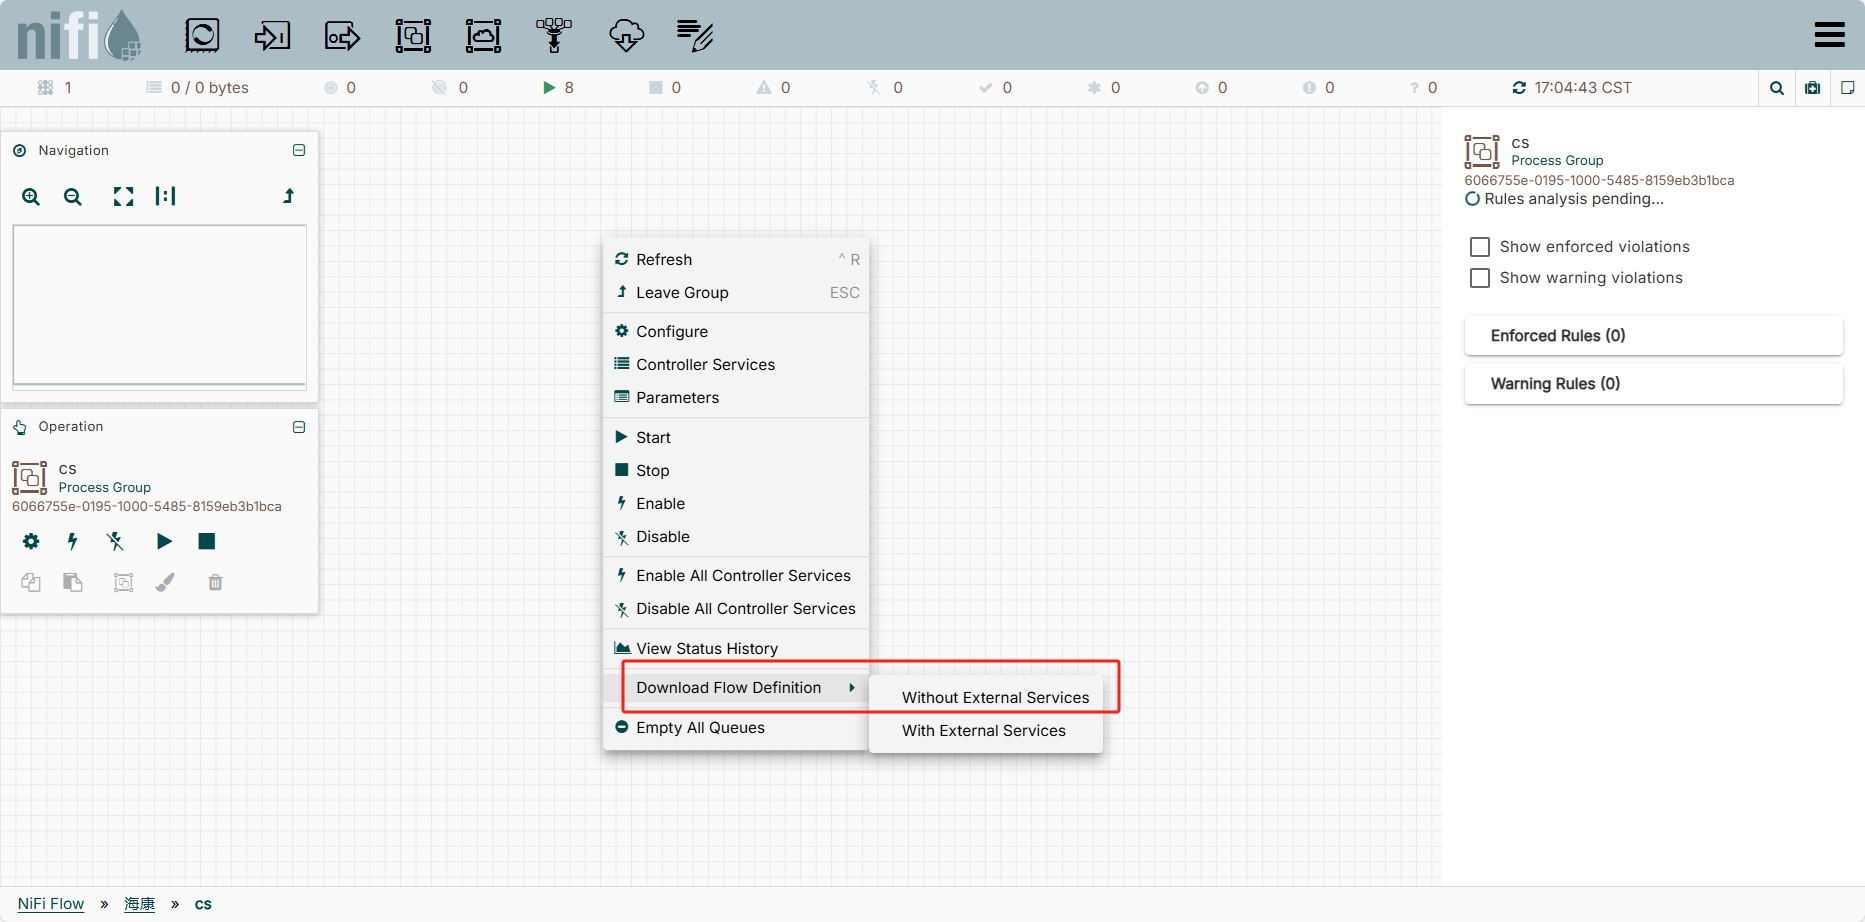 nifi
1
0 / 0 bytes
0
0
8
0
0
0
0
0
0
0
? 0
17:04:43 CST
Navigation
Operation
cs
Process Group
6066755e-0195-1000-5485-8159eb3b1bca
Refresh ^ R
Leave Group ESC
Configure
Controller Services
Parameters
Start
Stop
Enable
Disable
Enable All Controller Services
Disable All Controller Services
View Status History
Download Flow Definition
Empty All Queues
Without External Services
With External Services
cs
Process Group
6066755e-0195-1000-5485-8159eb3b1bca
Rules analysis pending...
Show enforced violations
Show warning violations
Enforced Rules (0)
Warning Rules (0)
NiFi Flow » 海康 » cs